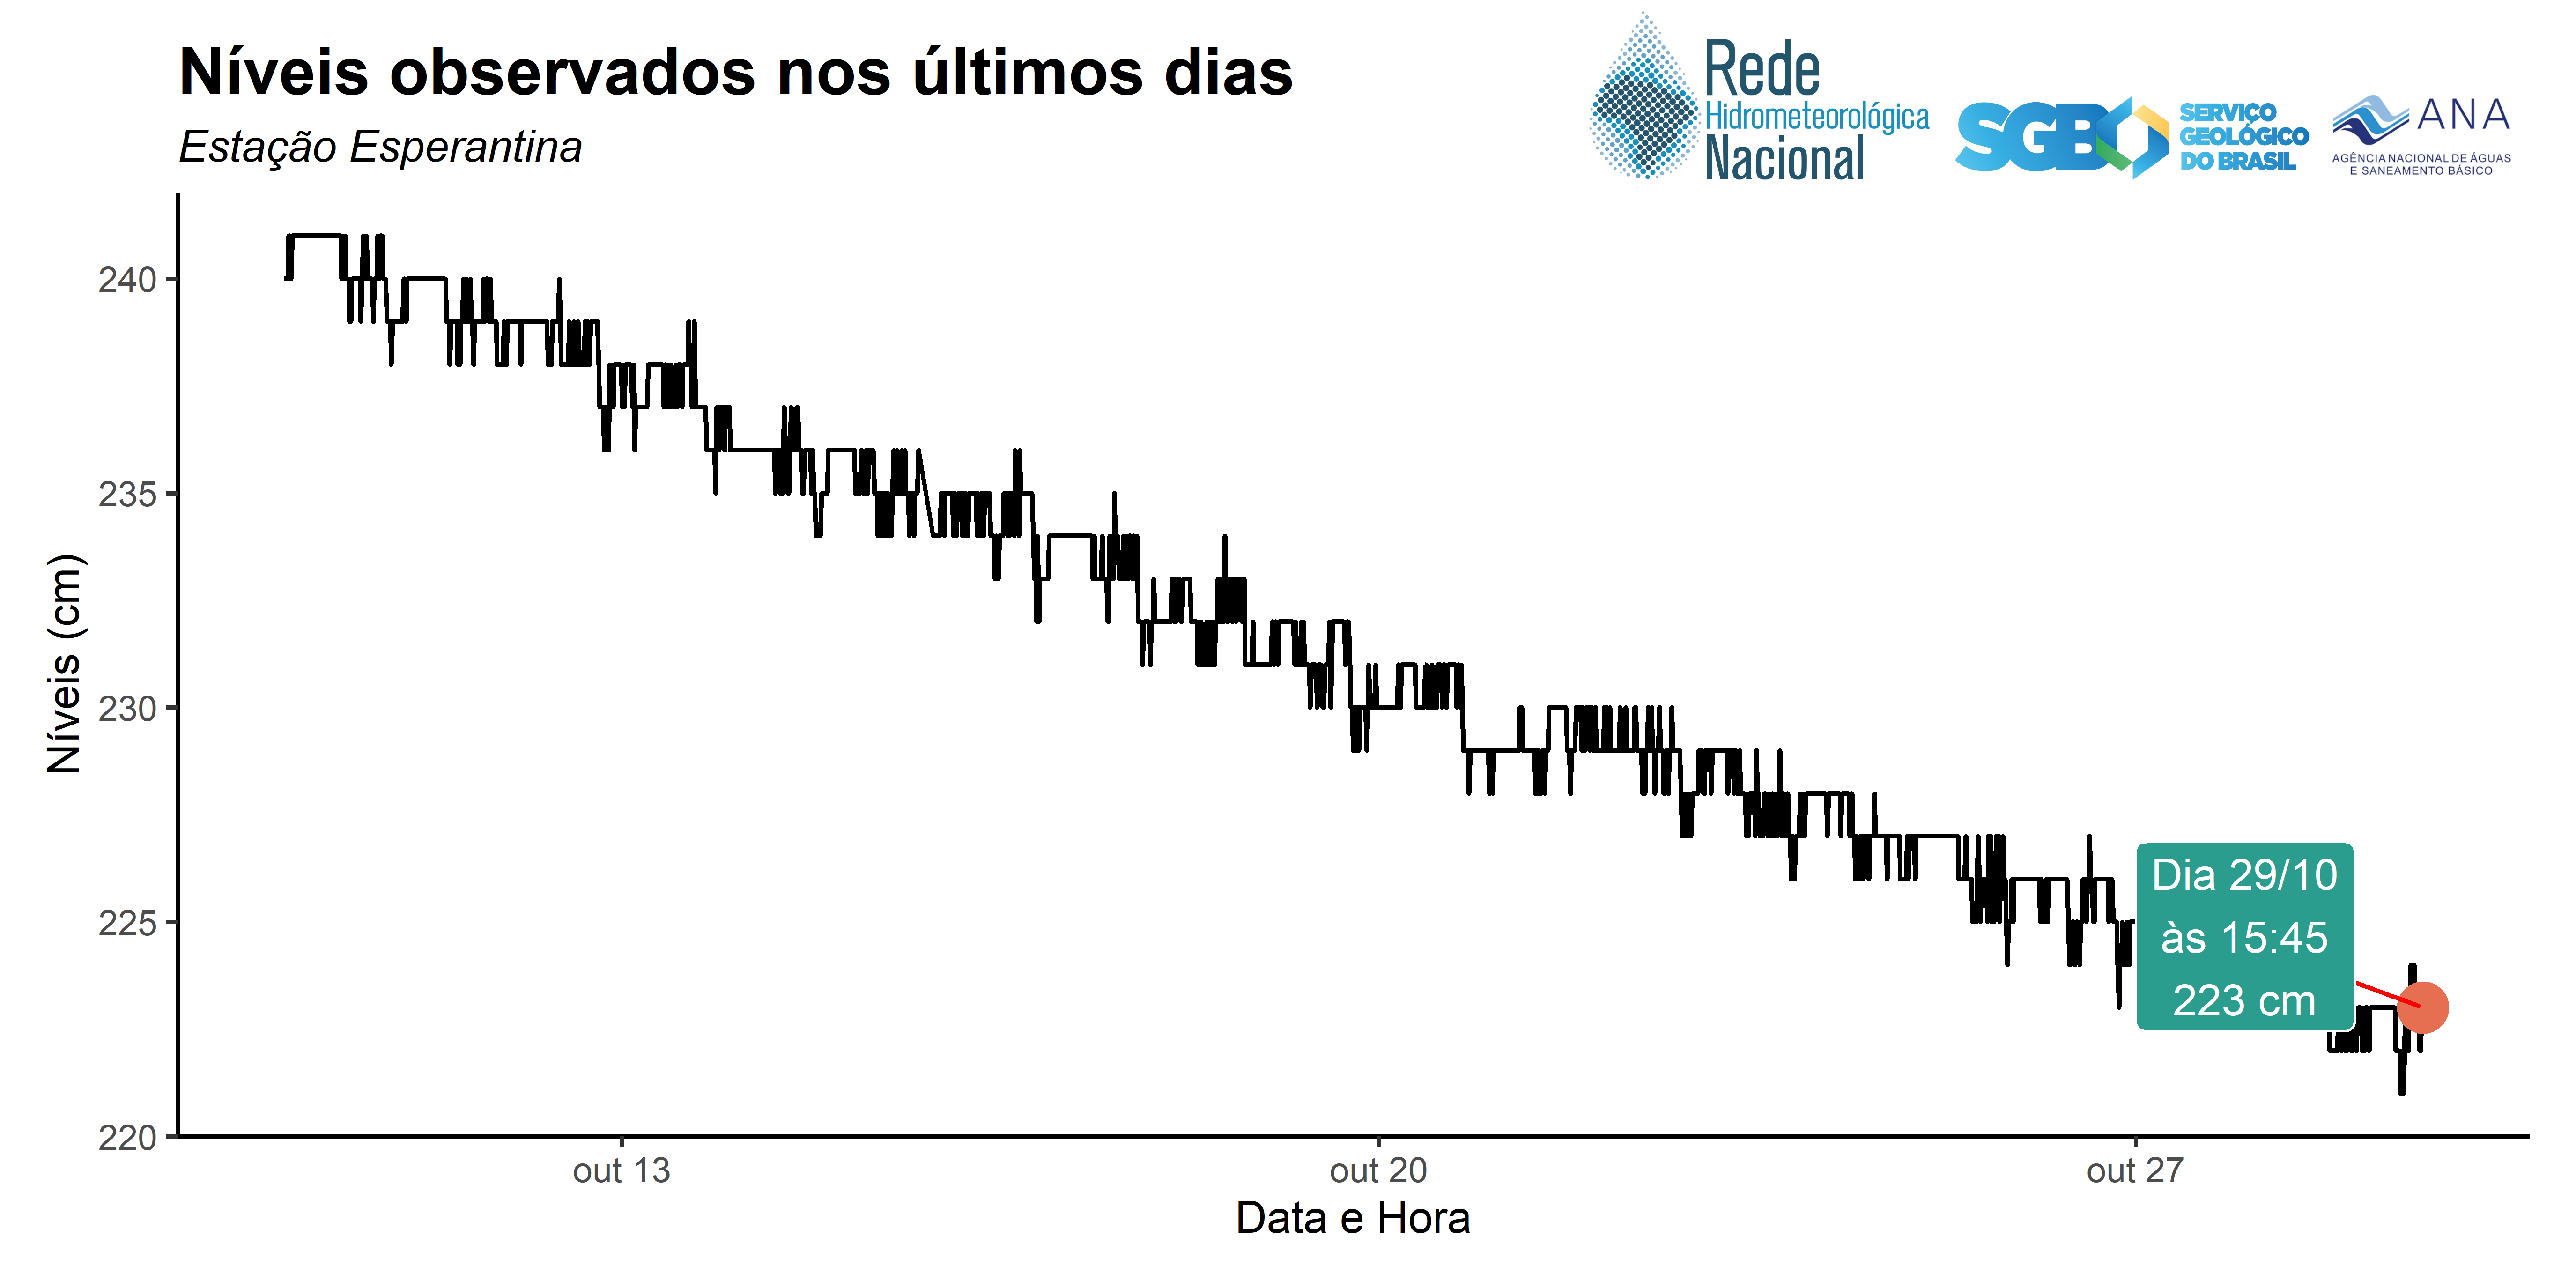 Níveis observados nos últimos dias
Estação Esperantina
Rede
Hidrometeorológica
Nacional
SGB
SERVIÇO
GEOLÓGICO
DO BRASIL
ANA
AGÊNCIA NACIONAL DE ÁGUAS
E SANEAMENTO BÁSICO
Níveis (cm)
240
235
230
225
220
Dia 29/10
às 15:45
223 cm
out 13
out 20
out 27
Data e Hora